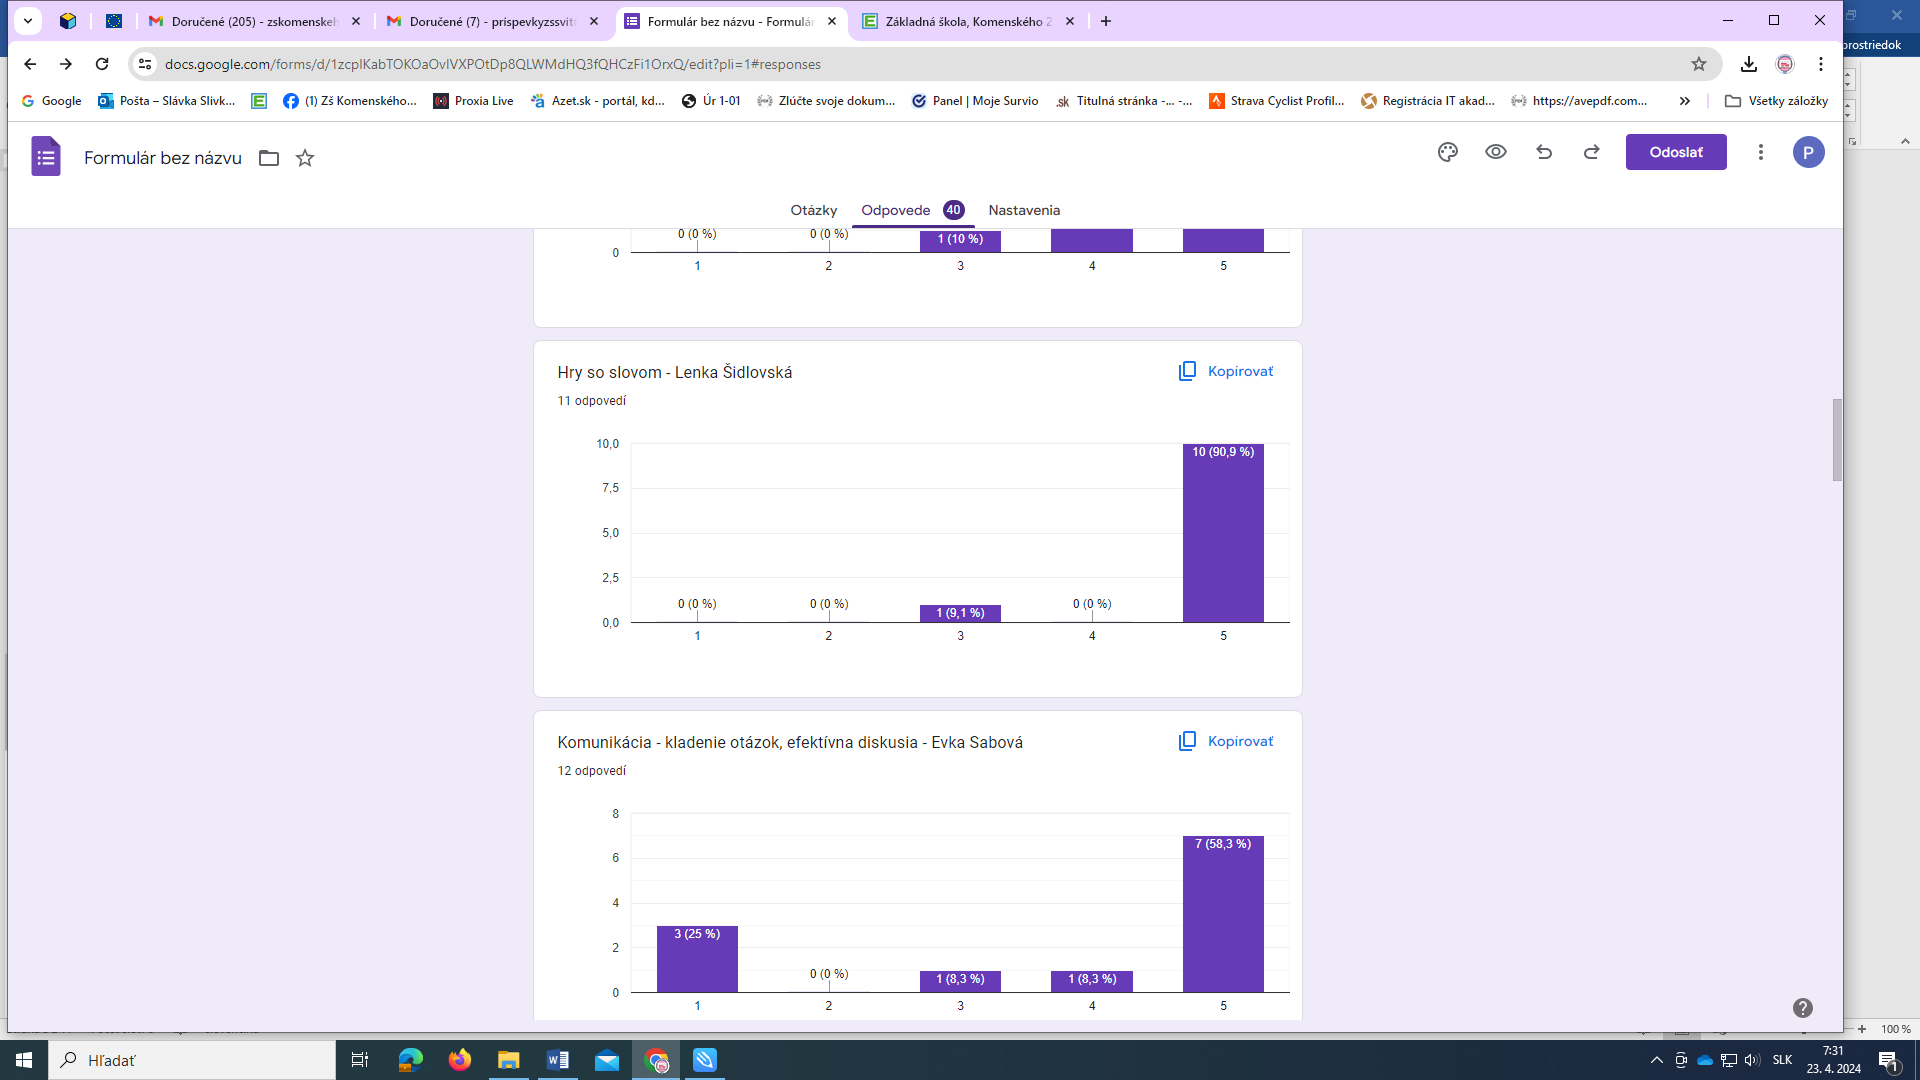 Doručené (205) - zskomenskeh
Doručené (7) - prispevkyzssvit
Formulár bez názvu - Formulár
Základná škola, Komenského 2
prostriedok
docs.google.com/forms/d/1zcpIKabTOKOaOvlVXPOtDp8QLWMdHQ3fQHCzFi1OrxQ/edit?pli=1#responses
Google
Pošta – Slávka Slivk...
(1) Zš Komenského...
Proxia Live
Azet.sk - portál, kd...
Úr 1-01
Zlúčte svoje dokum...
Panel | Moje Survio
Titulná stránka -... -...
Strava Cyclist Profil...
Registrácia IT akad...
https://avepdf.com...
Všetky záložky
Formulár bez názvu
Odoslať
P
Otázky
Odpovede 40
Nastavenia
0 (0 %) 0 (0 %) 1 (10 %)
0
1 2 3 4 5
Hry so slovom - Lenka Šidlovská
Kopírovať
11 odpovedí
10,0
10 (90,9 %)
7,5
5,0
2,5
0 (0 %) 0 (0 %) 1 (9,1 %) 0 (0 %)
0,0
1 2 3 4 5
Komunikácia - kladenie otázok, efektívna diskusia - Evka Sabová
Kopírovať
12 odpovedí
8
7 (58,3 %)
6
4
3 (25 %)
2
0 (0 %) 1 (8,3 %) 1 (8,3 %)
0
1 2 3 4 5
100 %
Hľadať
SLK
7:31
23. 4. 2024
1